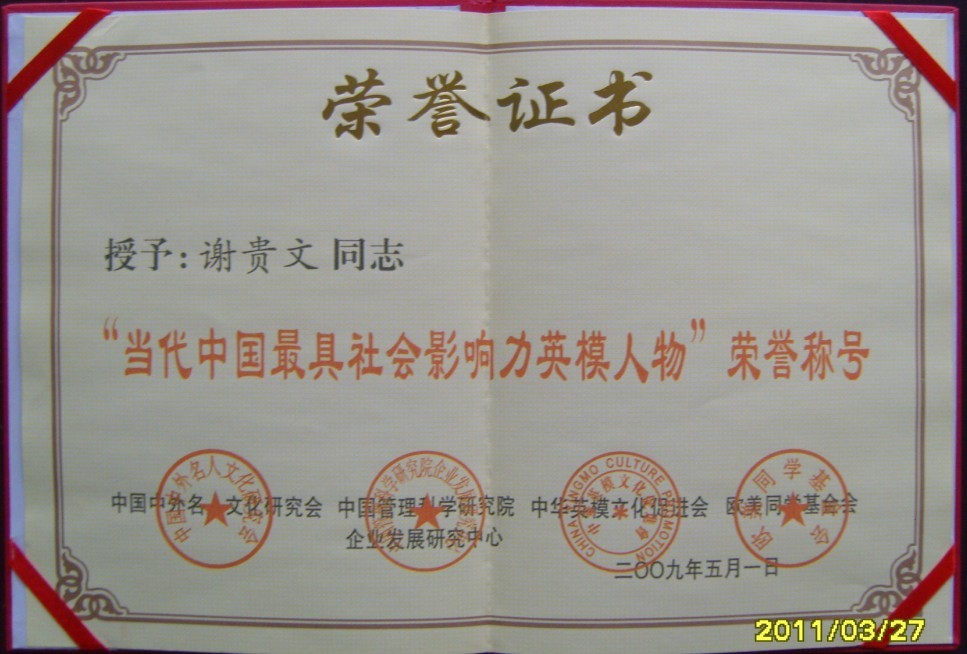 荣誉证书
授予:谢贵文 同志
“当代中国最具社会影响力英模人物”荣誉称号
中国中外名人文化研究会 中国管理科学研究院 中华英模文化促进会 欧美同学基金会
企业发展研究中心
二〇〇九年五月一日
2011/03/27